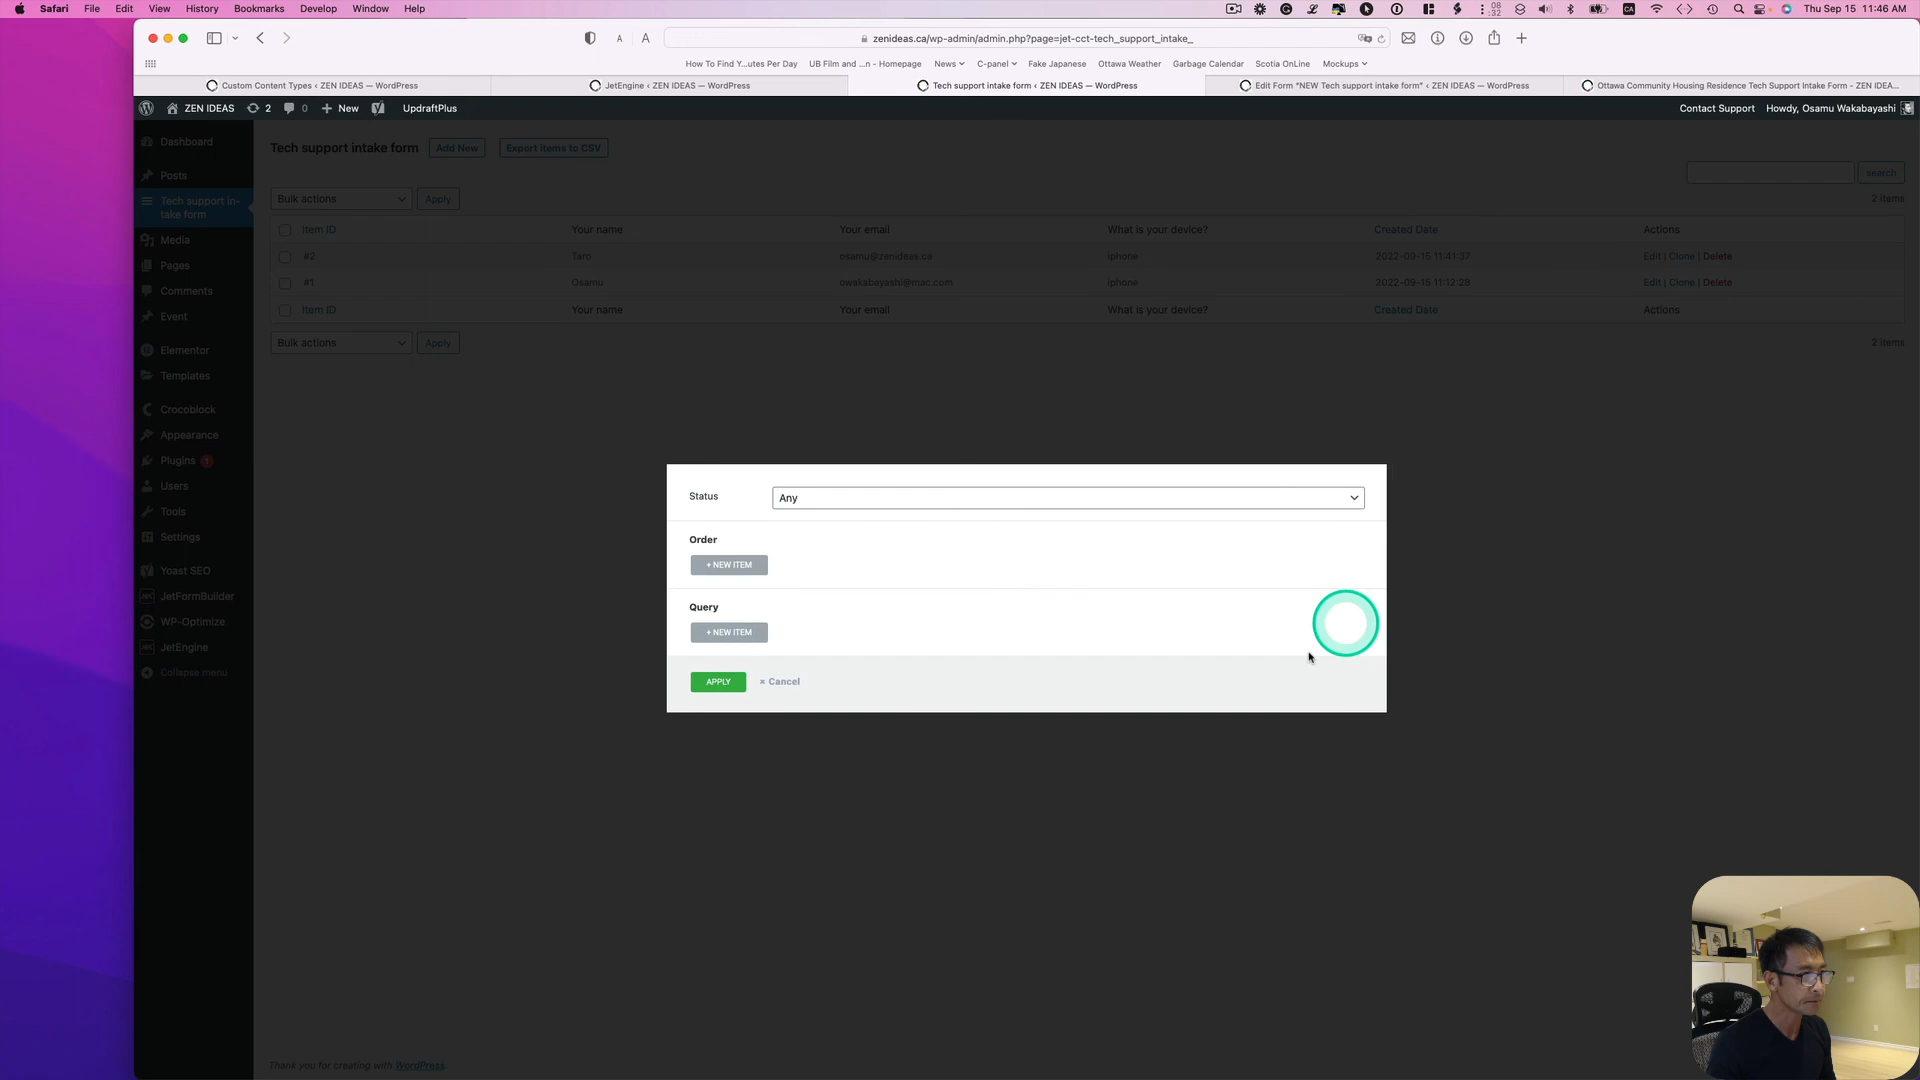 Safari File Edit View History Bookmarks Develop Window Help
08
32
CA
Thu Sep 15 11:46 AM
A A
zenideas.ca/wp-admin/admin.php?page=jet-cct-tech_support_intake_
How To Find Y...utes Per Day UB Film and ...n - Homepage News C-panel Fake Japanese Ottawa Weather Garbage Calendar Scotia OnLine Mockups
Custom Content Types ‹ ZEN IDEAS — WordPress
JetEngine ‹ ZEN IDEAS — WordPress
Tech support intake form ‹ ZEN IDEAS — WordPress
Edit Form "NEW Tech support intake form" ‹ ZEN IDEAS — WordPress
Ottawa Community Housing Residence Tech Support Intake Form - ZEN IDEA...
ZEN IDEAS 2 0 + New UpdraftPlus
Contact Support Howdy, Osamu Wakabayashi
Dashboard
Posts
Tech support in-
take form
Media
Pages
Comments
Event
Elementor
Templates
Crocoblock
Appearance
Plugins 1
Users
Tools
Settings
Yoast SEO
JetFormBuilder
WP-Optimize
JetEngine
Collapse menu
Tech support intake form Add New Export items to CSV
search
Bulk actions Apply 2 items
Item ID Your name Your email What is your device? Created Date Actions
#2 Taro osamu@zenideas.ca iphone 2022-09-15 11:41:37 Edit | Clone | Delete
#1 Osamu owakabayashi@mac.com iphone 2022-09-15 11:12:28 Edit | Clone | Delete
Item ID Your name Your email What is your device? Created Date Actions
Bulk actions Apply 2 items
Status Any
Order
+ NEW ITEM
Query
+ NEW ITEM
APPLY × Cancel
Thank you for creating with WordPress.